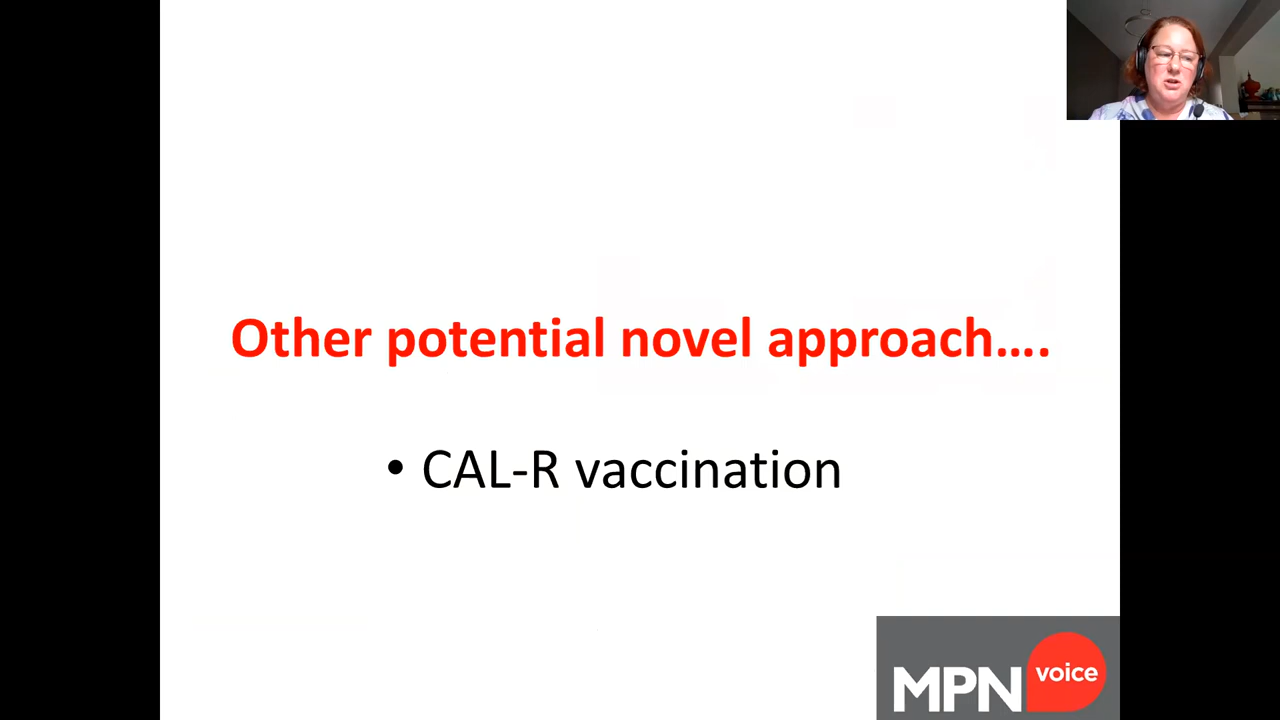 Other potential novel approach….
• CAL-R vaccination
MPN voice